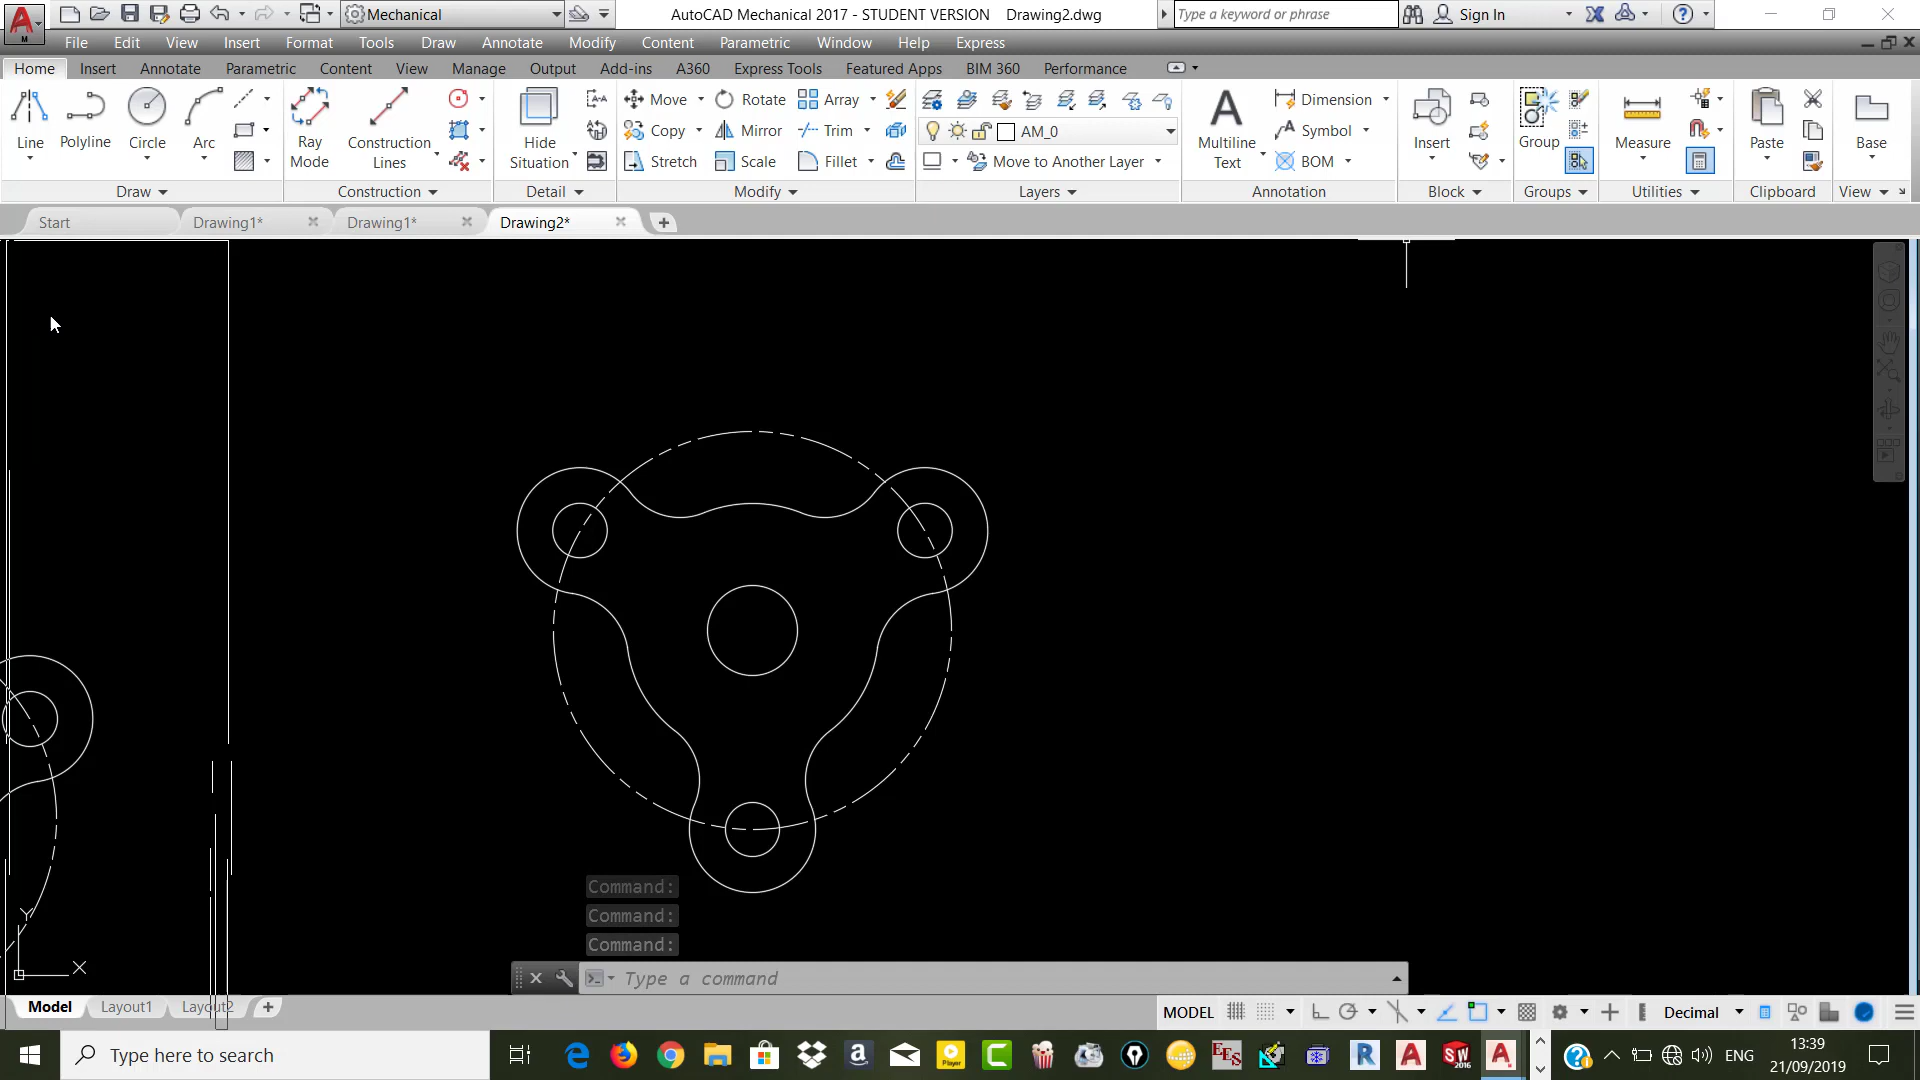 Mechanical
AutoCAD Mechanical 2017 - STUDENT VERSION Drawing2.dwg
Type a keyword or phrase
Sign In
File Edit View Insert Format Tools Draw Annotate Modify Content Parametric Window Help Express
Home Insert Annotate Parametric Content View Manage Output Add-ins A360 Express Tools Featured Apps BIM 360 Performance
Line
Polyline
Circle
Arc
Draw
Ray
Mode
Construction
Lines
Construction
Hide
Situation
Detail
Move Rotate Array
Copy Mirror Trim
Stretch Scale Fillet
Modify
AM_0
Move to Another Layer
Layers
Multiline
Text
Dimension
Symbol
BOM
Annotation
Insert
Block
Group
Groups
Measure
Utilities
Paste
Clipboard
Base
View
Start Drawing1* Drawing1* Drawing2*
Command:
Command:
Command:
Type a command
Y
X
Model Layout1 Layout2
MODEL
Decimal
Type here to search
ENG
13:39
21/09/2019